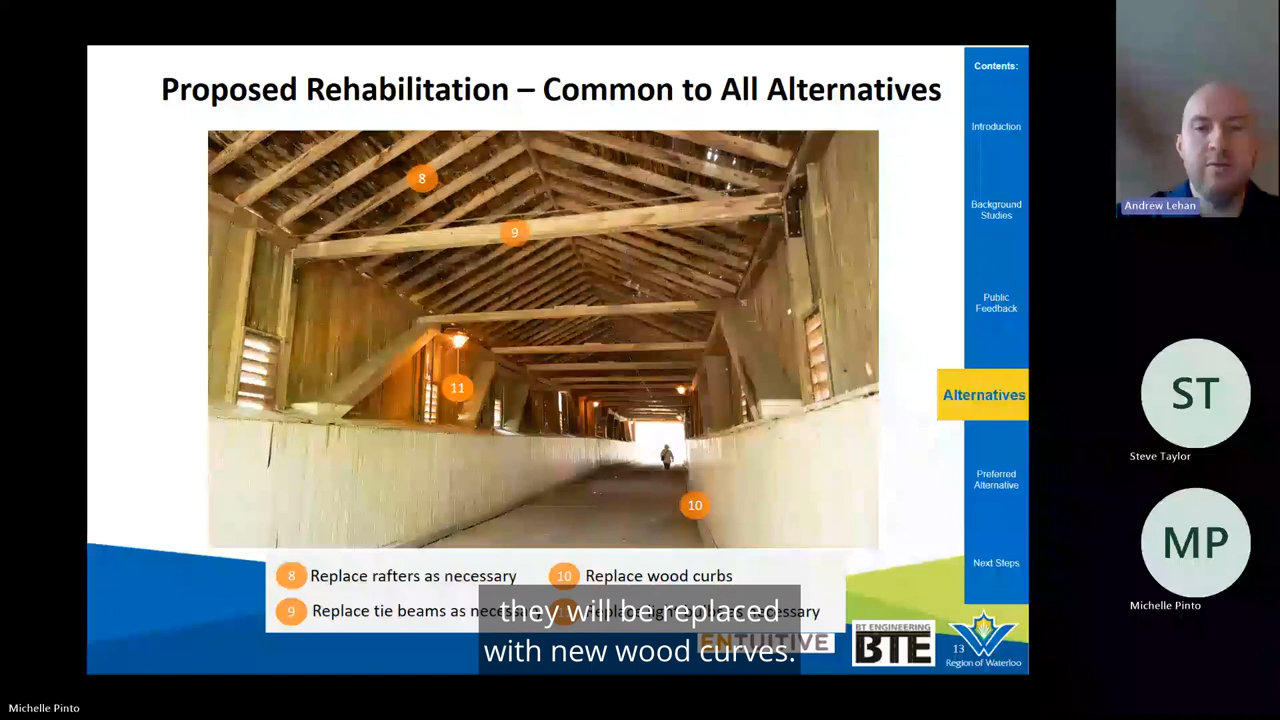 Proposed Rehabilitation – Common to All Alternatives
8
9
11
10
8 Replace rafters as necessary
10 Replace wood curbs
9 Replace tie beams as necessary
necessary
they will be replaced
with new wood curves.
ENTUITIVE
BT ENGINEERING
BTE
13
Region of Waterloo
Contents:
Introduction
Background
Studies
Public
Feedback
Alternatives
Preferred
Alternative
Next Steps
Andrew Lehan
ST
Steve Taylor
MP
Michelle Pinto
Michelle Pinto